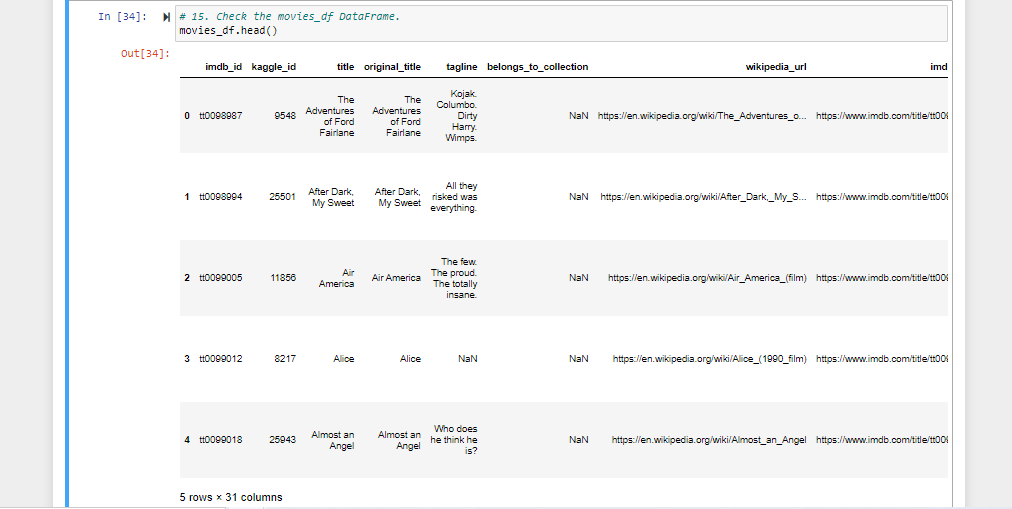 In [34]: # 15. Check the movies_df DataFrame.
movies_df.head()
Out[34]:
imdb_id kaggle_id title original_title tagline belongs_to_collection wikipedia_url imd
0 tt0098987 9548 The Adventures of Ford Fairlane The Adventures of Ford Fairlane Kojak. Columbo. Dirty Harry. Wimps. NaN https://en.wikipedia.org/wiki/The_Adventures_o... https://www.imdb.com/title/tt009
1 tt0098994 25501 After Dark, My Sweet After Dark, My Sweet All they risked was everything. NaN https://en.wikipedia.org/wiki/After_Dark,_My_S... https://www.imdb.com/title/tt009
2 tt0099005 11856 Air America Air America The few. The proud. The totally insane. NaN https://en.wikipedia.org/wiki/Air_America_(film) https://www.imdb.com/title/tt009
3 tt0099012 8217 Alice Alice NaN NaN https://en.wikipedia.org/wiki/Alice_(1990_film) https://www.imdb.com/title/tt009
4 tt0099018 25943 Almost an Angel Almost an Angel Who does he think he is? NaN https://en.wikipedia.org/wiki/Almost_an_Angel https://www.imdb.com/title/tt009
5 rows × 31 columns